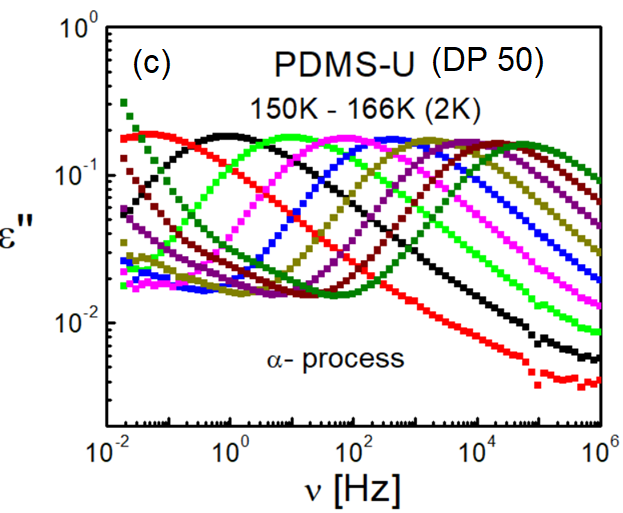 10⁰
(c) PDMS-U (DP 50)
150K - 166K (2K)
10⁻¹
ε"
10⁻²
α- process
10⁻² 10⁰ 10² 10⁴ 10⁶
ν [Hz]